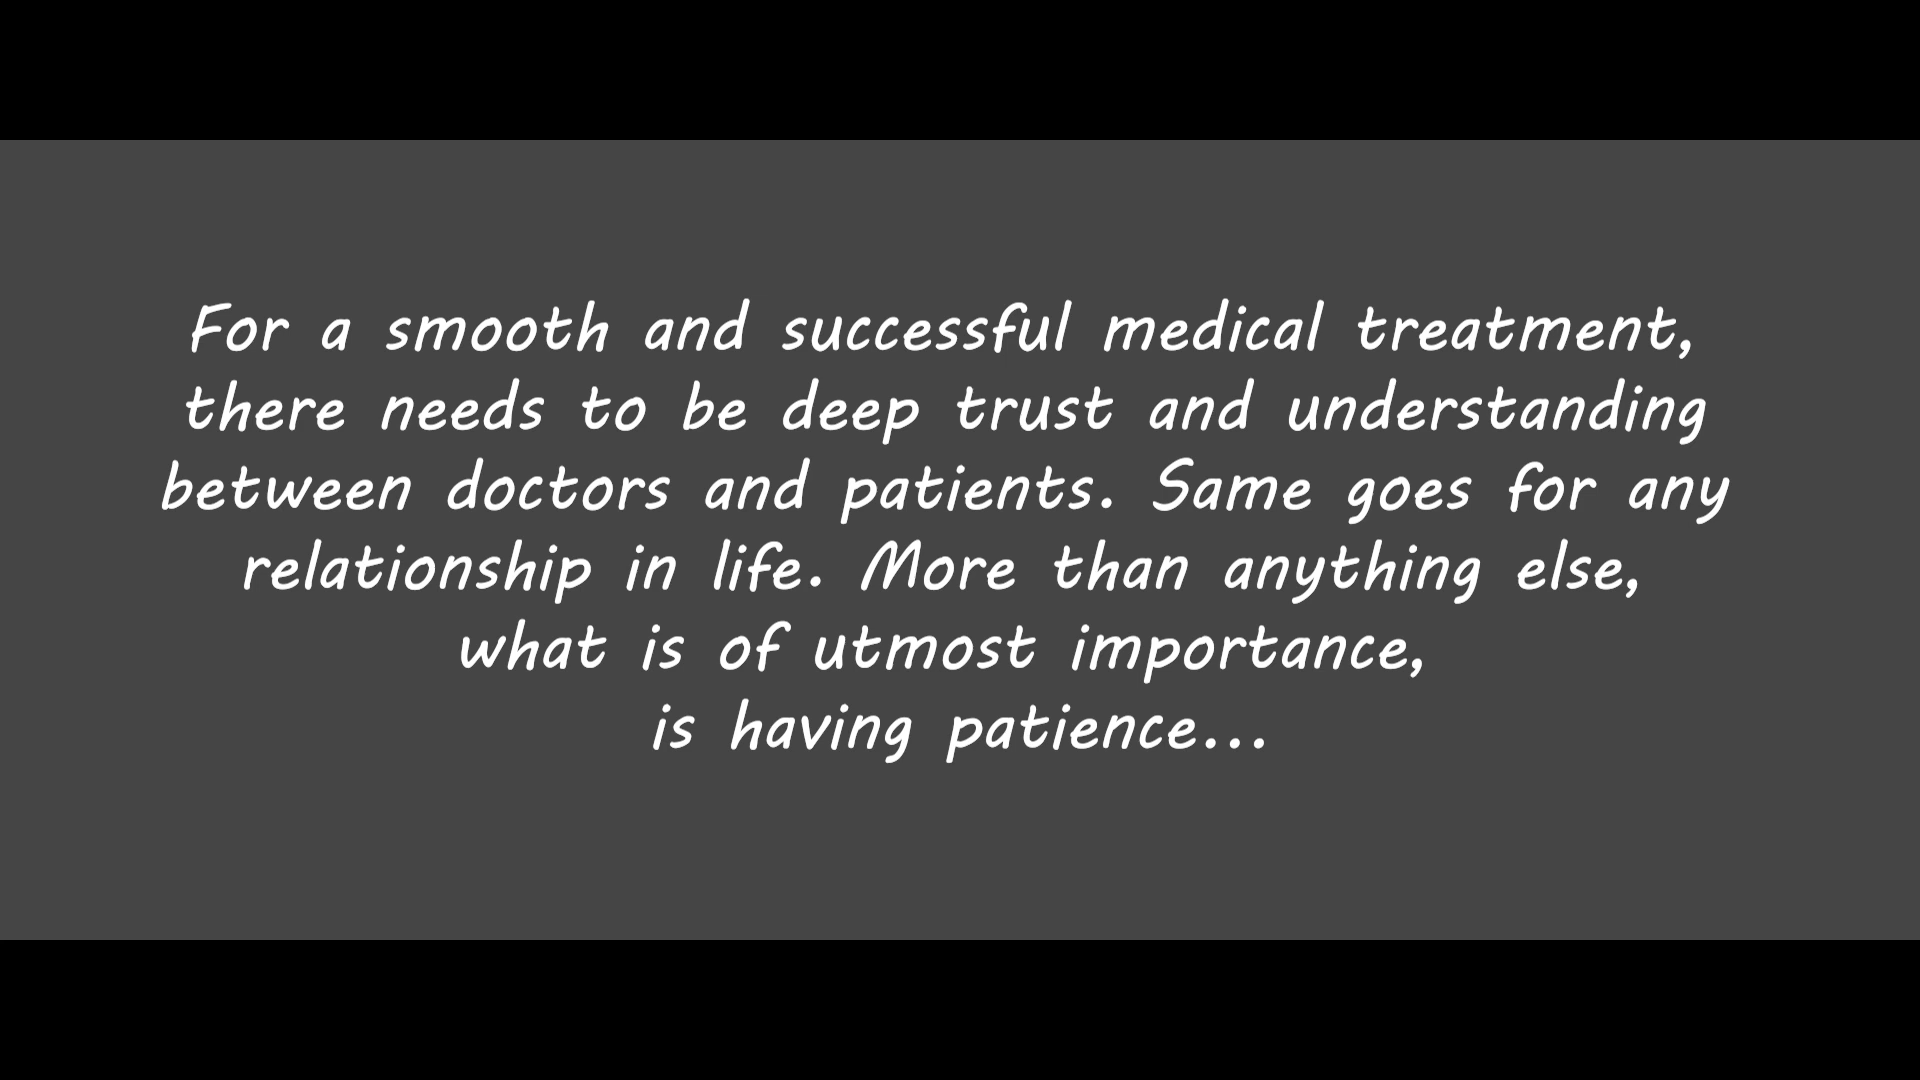 For a smooth and successful medical treatment,
there needs to be deep trust and understanding
between doctors and patients. Same goes for any
relationship in life. More than anything else,
what is of utmost importance,
is having patience...